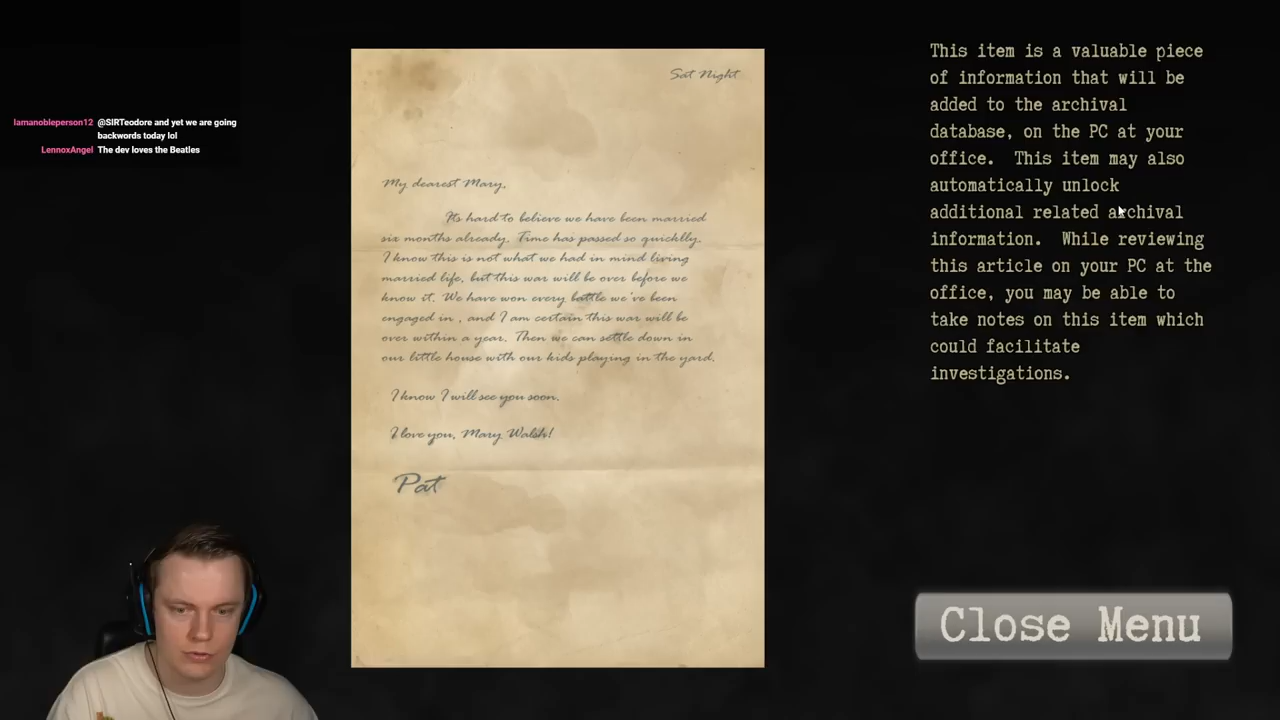 Iamanobleperson12 @SIRTeodore and yet we are going
backwords today lol
LennoxAngel The dev loves the Beatles
Sat Night
My dearest Mary,
Its hard to believe we have been married
six months already. Time has passed so quicklly.
I know this is not what we had in mind living
married life, but this war will be over before we
know it. We have won every battle we've been
engaged in , and I am certain this war will be
over within a year. Then we can settle down in
our little house with our kids playing in the yard.
I know I will see you soon.
I love you, Mary Walsh!
Pat
This item is a valuable piece
of information that will be
added to the archival
database, on the PC at your
office. This item may also
automatically unlock
additional related archival
information. While reviewing
this article on your PC at the
office, you may be able to
take notes on this item which
could facilitate
investigations.
Close Menu